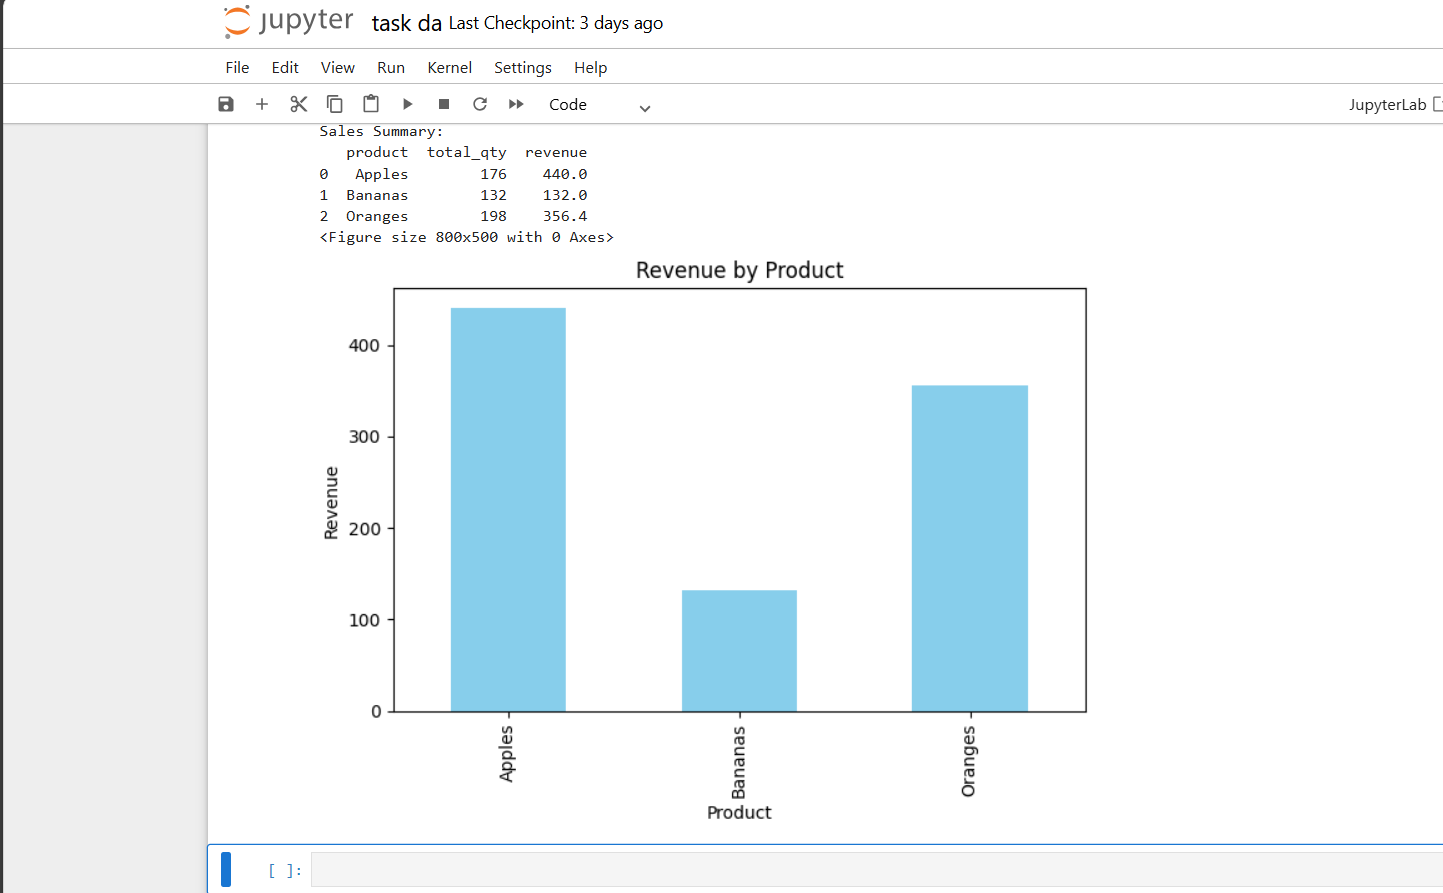 jupyter task da Last Checkpoint: 3 days ago
File Edit View Run Kernel Settings Help
Code JupyterLab
Sales Summary:
product total_qty revenue
0 Apples 176 440.0
1 Bananas 132 132.0
2 Oranges 198 356.4
<Figure size 800x500 with 0 Axes>
Revenue by Product
400
300
200
100
0
Revenue
Apples
Bananas
Oranges
Product
[ ]: